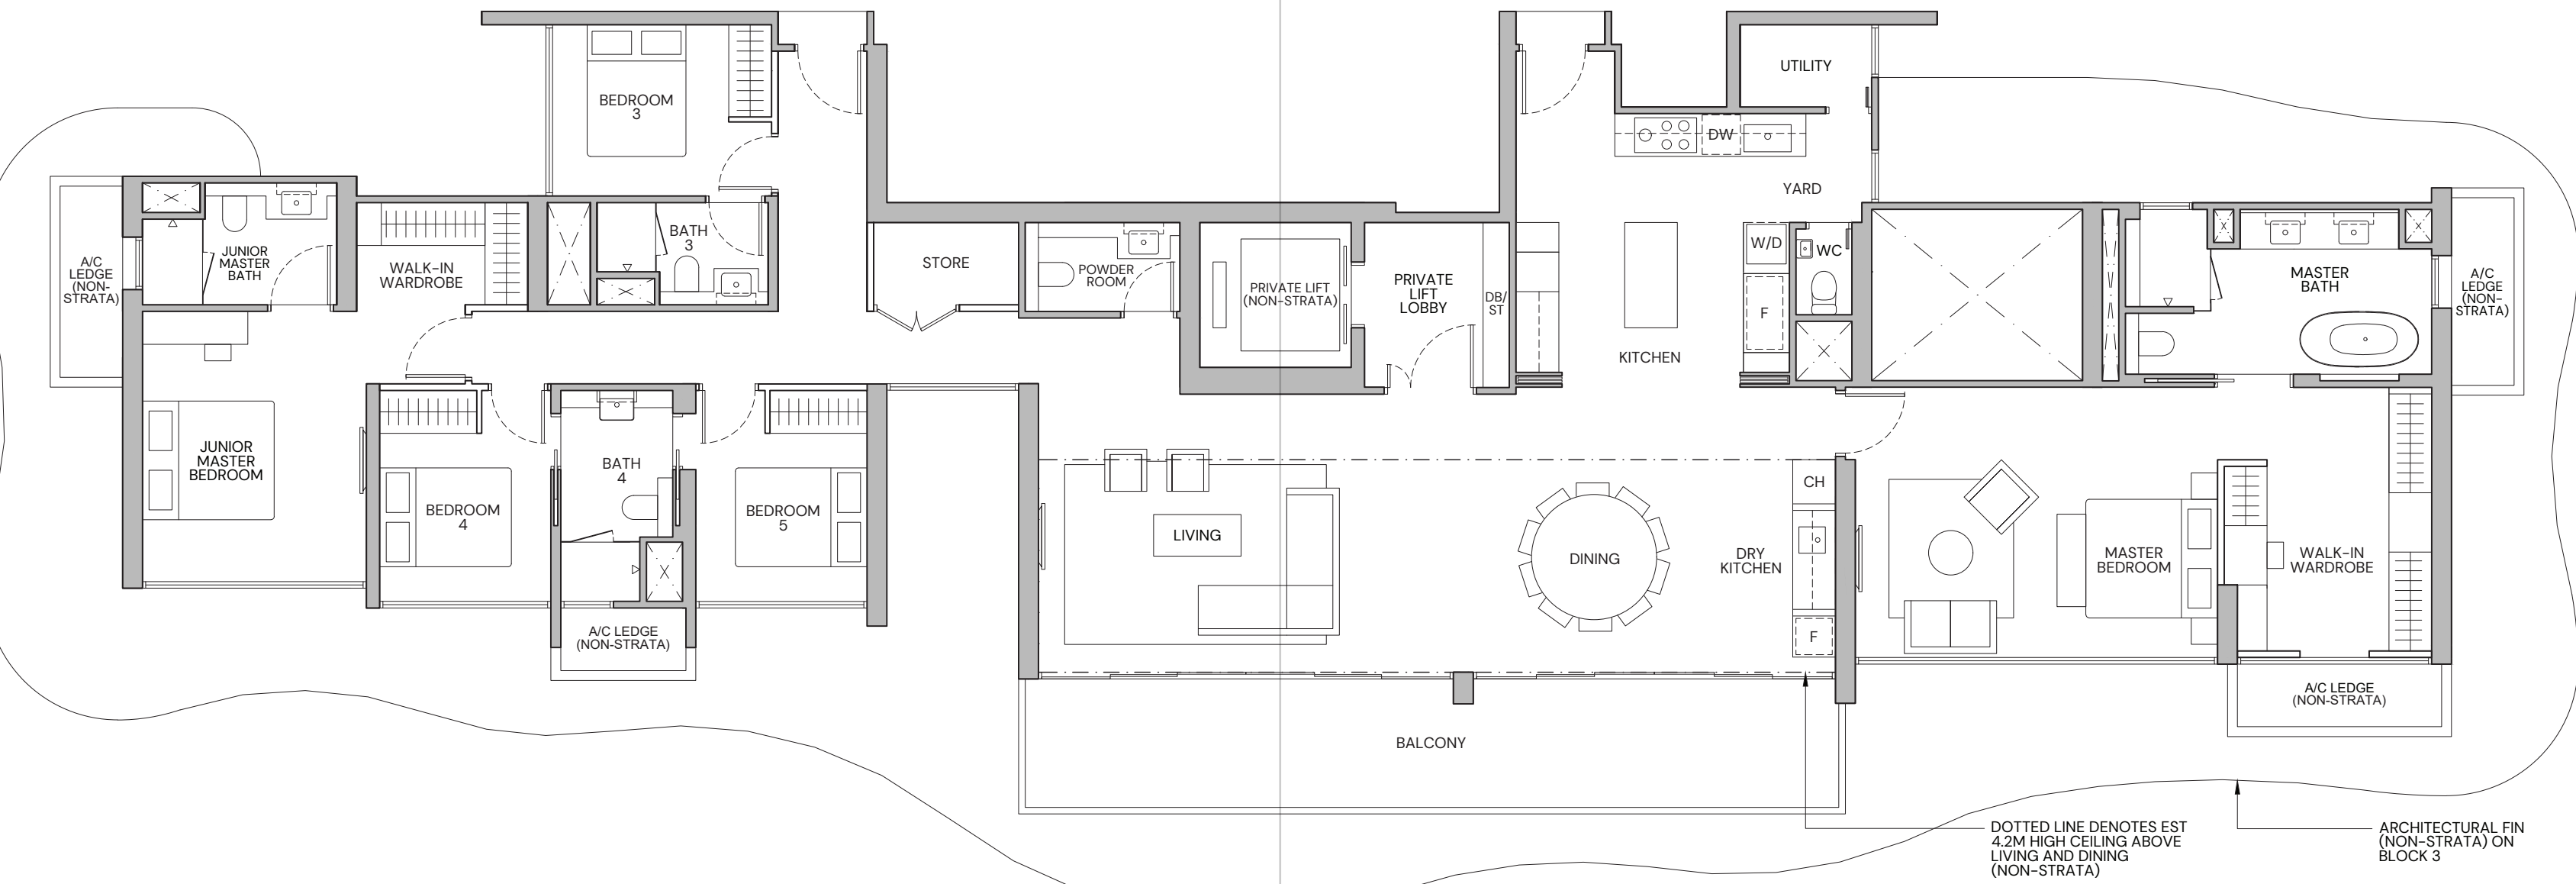 BEDROOM
3
UTILITY
DW
YARD
A/C
LEDGE
(NON-
STRATA)
JUNIOR
MASTER
BATH
WALK-IN
WARDROBE
BATH
3
STORE
POWDER
ROOM
PRIVATE LIFT
(NON-STRATA)
PRIVATE
LIFT
LOBBY
DB/
ST
W/D
WC
F
KITCHEN
MASTER
BATH
A/C
LEDGE
(NON-
STRATA)
JUNIOR
MASTER
BEDROOM
BEDROOM
4
BATH
4
BEDROOM
5
LIVING
DINING
CH
DRY
KITCHEN
F
MASTER
BEDROOM
WALK-IN
WARDROBE
A/C LEDGE
(NON-STRATA)
A/C LEDGE
(NON-STRATA)
BALCONY
DOTTED LINE DENOTES EST
4.2M HIGH CEILING ABOVE
LIVING AND DINING
(NON-STRATA)
ARCHITECTURAL FIN
(NON-STRATA) ON
BLOCK 3